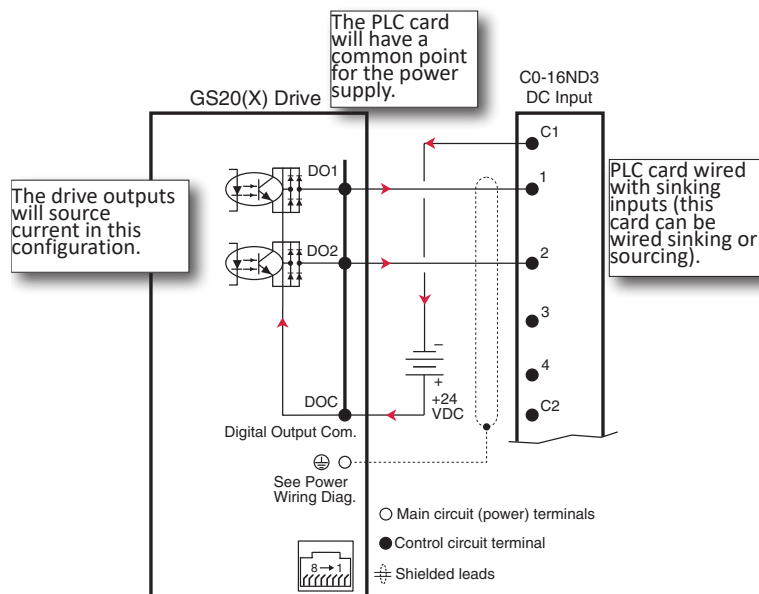 The PLC card
will have a
common point
for the power
supply.
GS20(X) Drive
C0-16ND3
DC Input
C1
DO1
1
The drive outputs
will source
current in this
configuration.
PLC card wired
with sinking
inputs (this
card can be
wired sinking or
sourcing).
DO2
2
3
–
4
+
+24
VDC
DOC
C2
Digital Output Com.
See Power
Wiring Diag.
Main circuit (power) terminals
Control circuit terminal
8→1
Shielded leads